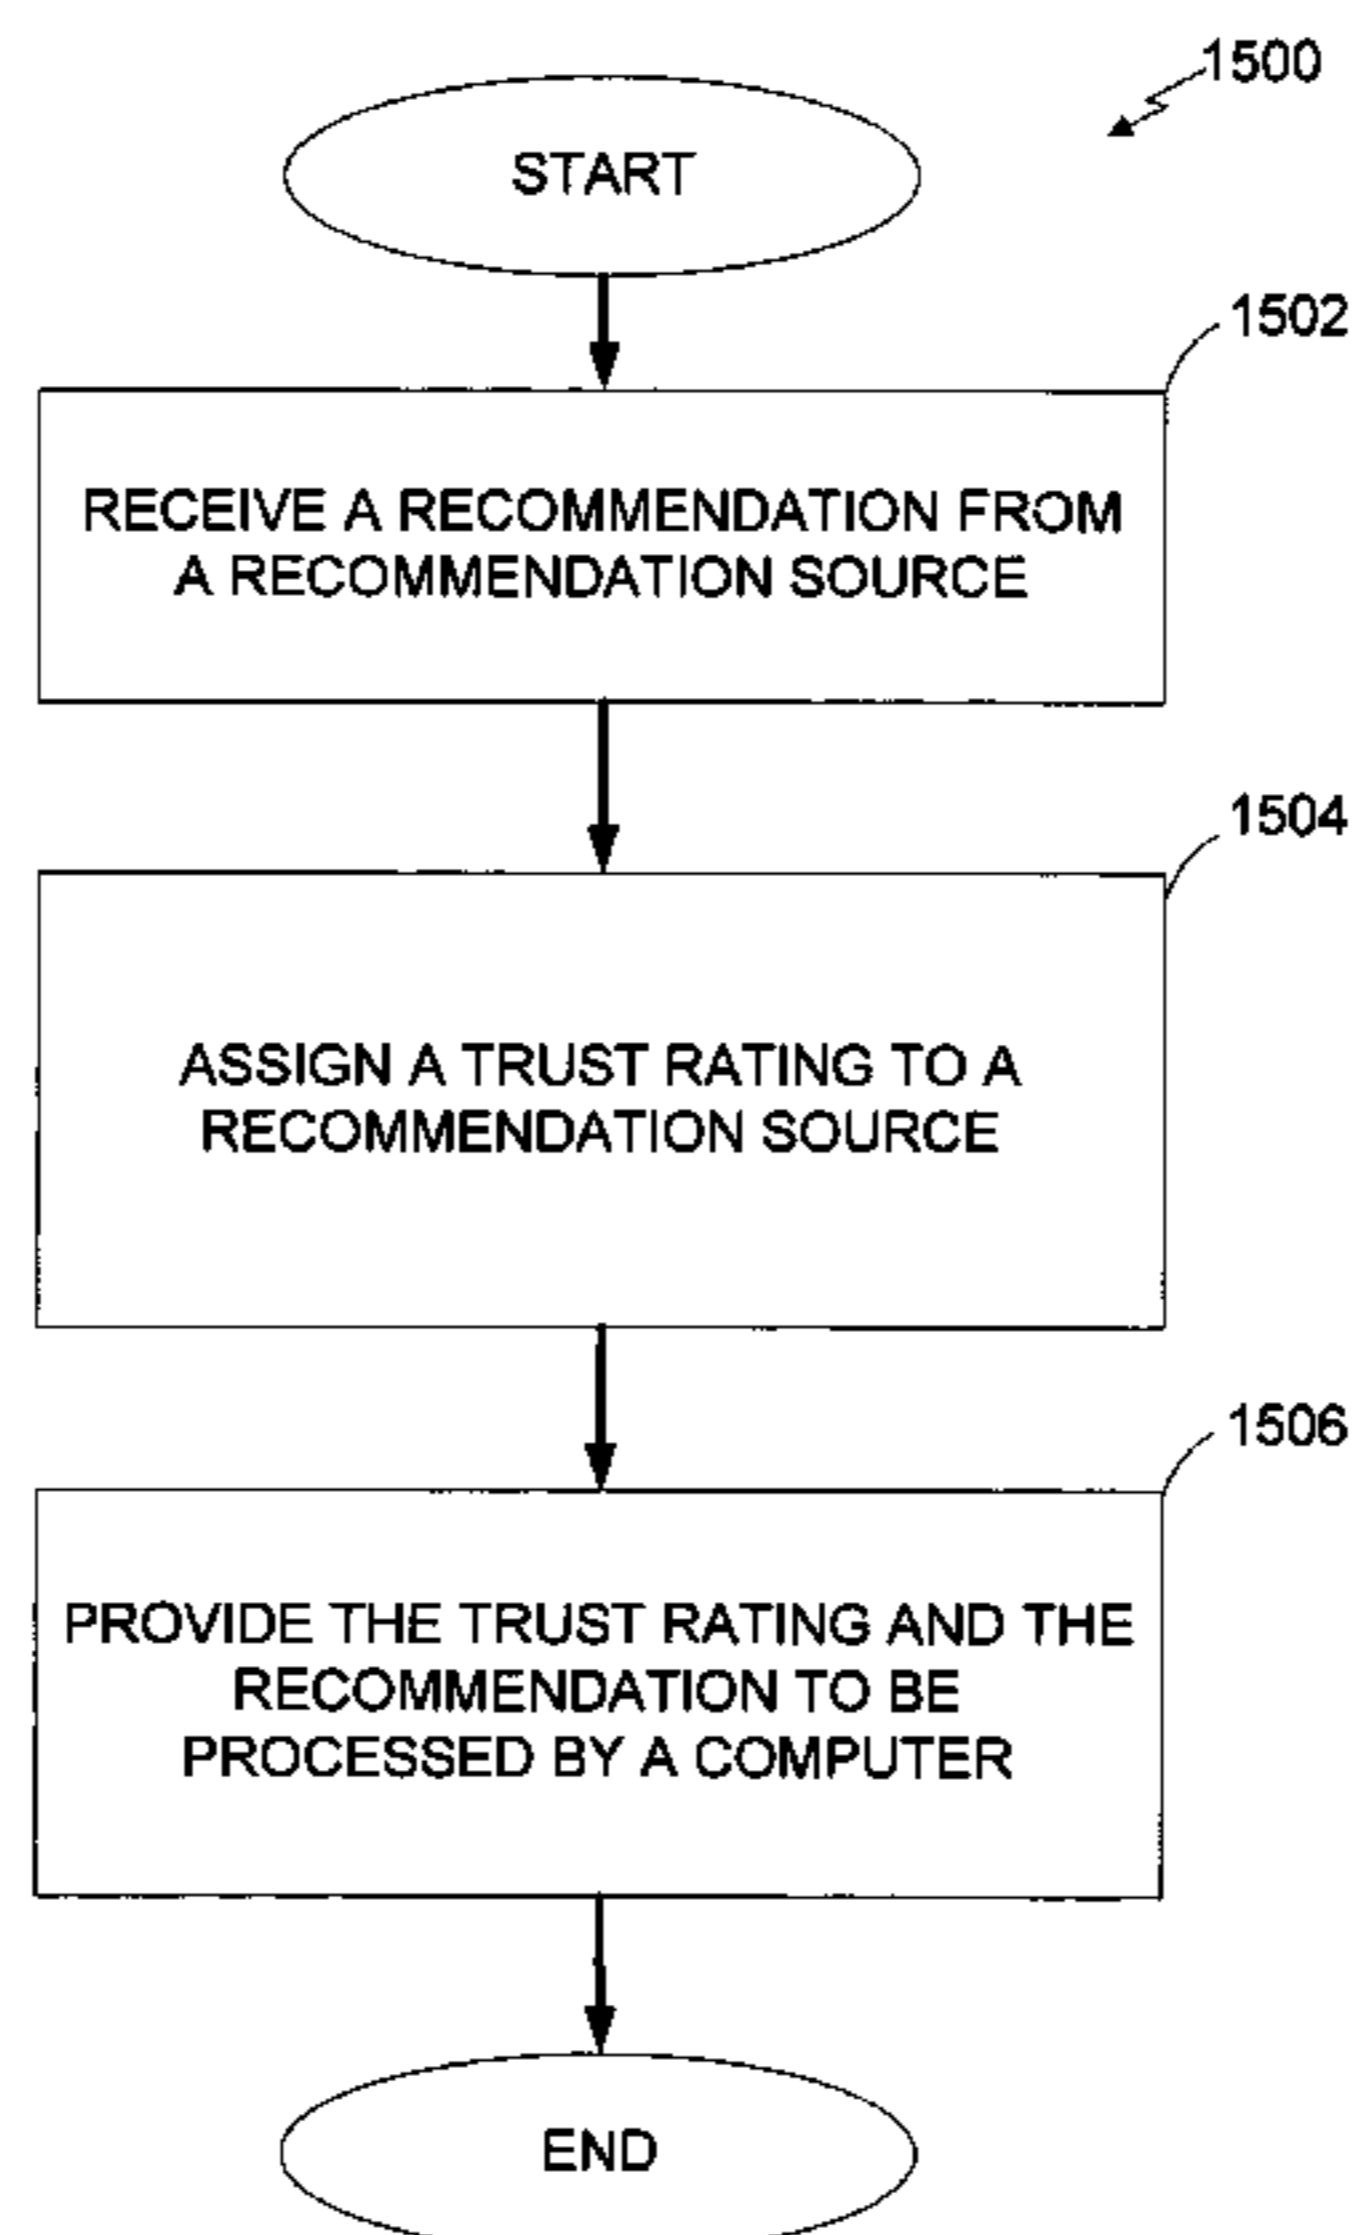 1500
START
1502
RECEIVE A RECOMMENDATION FROM
A RECOMMENDATION SOURCE
1504
ASSIGN A TRUST RATING TO A
RECOMMENDATION SOURCE
1506
PROVIDE THE TRUST RATING AND THE
RECOMMENDATION TO BE
PROCESSED BY A COMPUTER
END